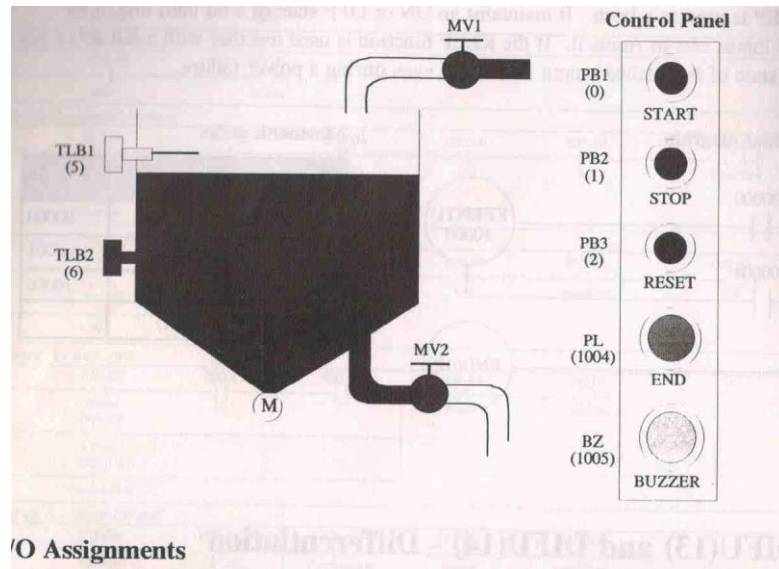 MV1
Control Panel
PB1
(0)
START
TLB1
(5)
PB2
(1)
STOP
TLB2
(6)
PB3
(2)
RESET
MV2
PL
(1004)
END
M
BZ
(1005)
BUZZER
/O Assignments